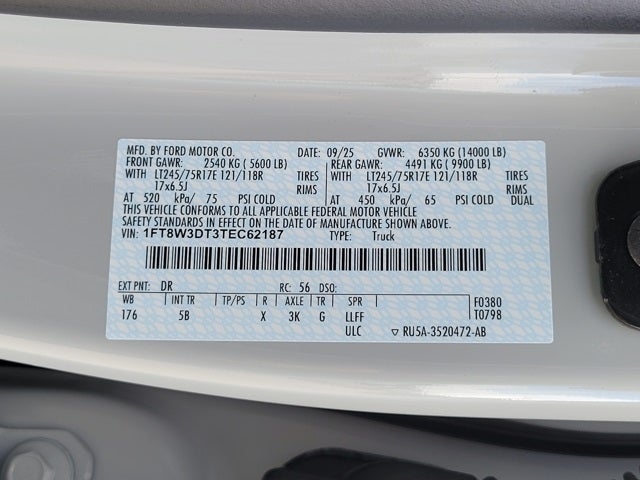 MFD. BY FORD MOTOR CO. DATE: 09/25 GVWR: 6350 KG (14000 LB)
FRONT GAWR: 2540 KG ( 5600 LB) REAR GAWR: 4491 KG ( 9900 LB)
WITH LT245/75R17E 121/118R TIRES WITH LT245/75R17E 121/118R TIRES
17x6.5J RIMS 17x6.5J RIMS
AT 520 kPa/ 75 PSI COLD AT 450 kPa/ 65 PSI COLD DUAL
THIS VEHICLE CONFORMS TO ALL APPLICABLE FEDERAL MOTOR VEHICLE
SAFETY STANDARDS IN EFFECT ON THE DATE OF MANUFACTURE SHOWN ABOVE.
VIN: 1FT8W3DT3TEC62187 TYPE: Truck
EXT PNT: DR RC: 56 DSO:
WB INT TR TP/PS R AXLE TR SPR F0380
176 5B X 3K G LLFF T0798
ULC ▽ RU5A-3520472-AB